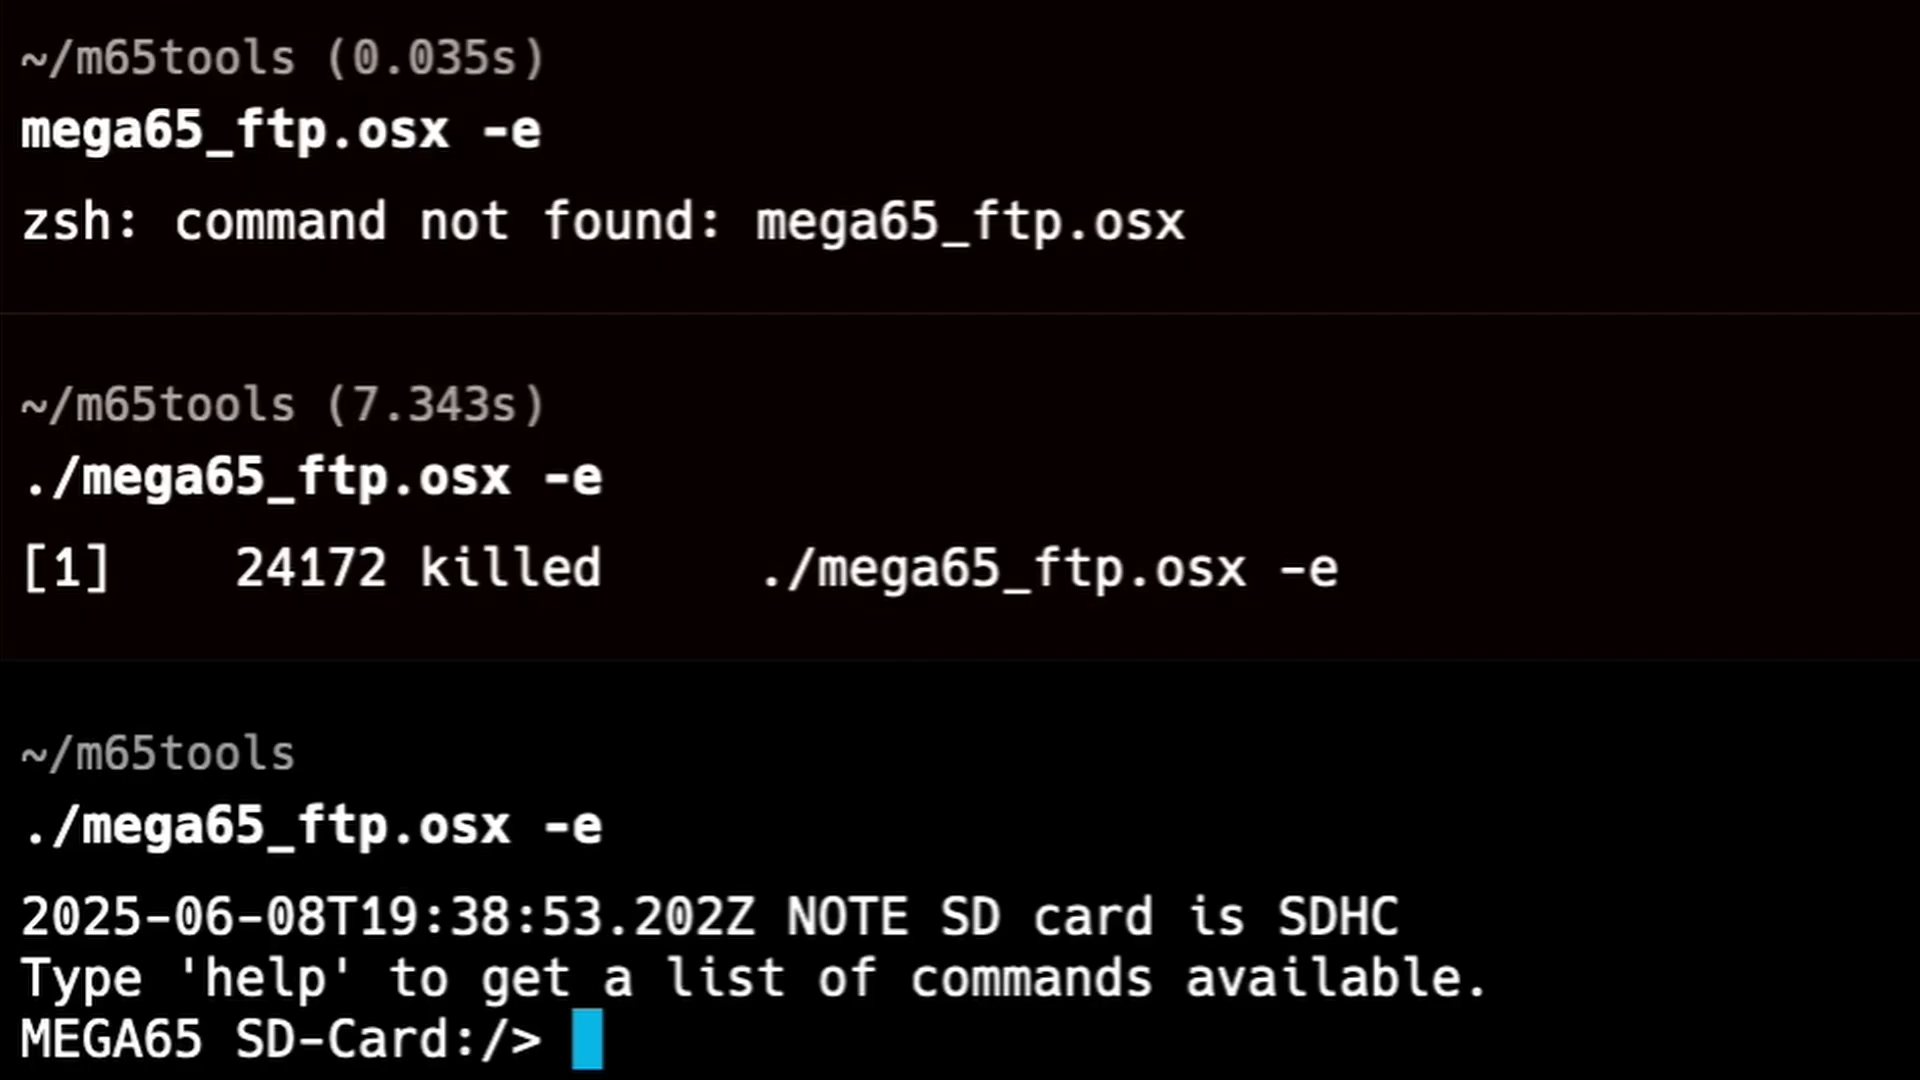 ~/m65tools (0.035s)
mega65_ftp.osx -e
zsh: command not found: mega65_ftp.osx
~/m65tools (7.343s)
./mega65_ftp.osx -e
[1]    24172 killed     ./mega65_ftp.osx -e
~/m65tools
./mega65_ftp.osx -e
2025-06-08T19:38:53.202Z NOTE SD card is SDHC
Type 'help' to get a list of commands available.
MEGA65 SD-Card:/>